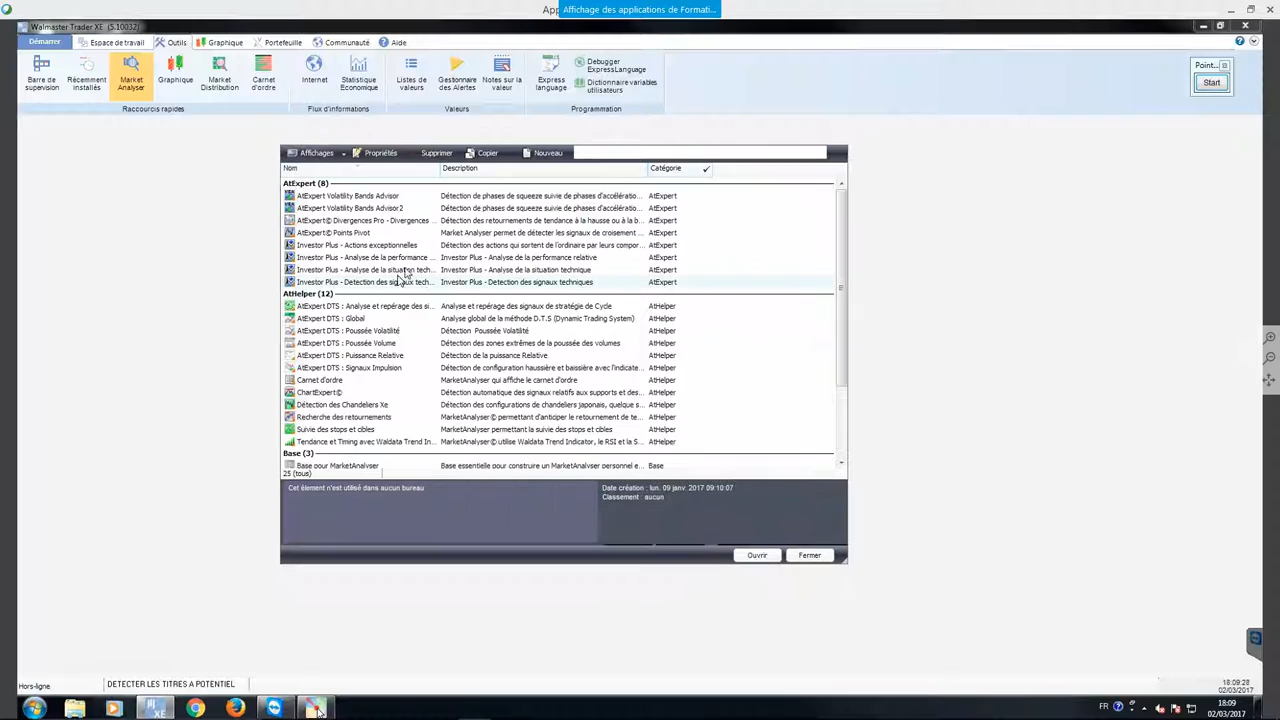 App
Affichage des applications de Formati...
Walmaster Trader XE (5.10032)
Démarrer Espace de travail Outils Graphique Portefeuille Communauté Aide
Barre de supervision Récemment installés Market Analyser Graphique Market Distribution Carnet d'ordre Internet Statistique Economique Listes de valeurs Gestionnaire des Alertes Notes sur la valeur Express language Debugger ExpressLanguage Dictionnaire variables utilisateurs
Raccourcis rapides Flux d'informations Valeurs Programmation
Point...
Start
Affichages Propriétés Supprimer Copier Nouveau
Nom Description Catégorie
AtExpert (8)
AtExpert Volatility Bands Advisor Détection de phases de squeeze suivie de phases d'accélératio... AtExpert
AtExpert Volatility Bands Advisor2 Détection de phases de squeeze suivie de phases d'accélératio... AtExpert
AtExpert© Divergences Pro - Divergences ... Détection des retournements de tendance à la hausse ou à la b... AtExpert
AtExpert© Points Pivot Market Analyser permet de détecter les signaux de croisement ... AtExpert
Investor Plus - Actions exceptionnelles Détection des actions qui sortent de l'ordinaire par leurs compor... AtExpert
Investor Plus - Analyse de la performance ... Investor Plus - Analyse de la performance relative AtExpert
Investor Plus - Analyse de la situation tech... Investor Plus - Analyse de la situation technique AtExpert
Investor Plus - Detection des signaux tech... Investor Plus - Detection des signaux techniques AtExpert
AtHelper (12)
AtExpert DTS : Analyse et repérage des si... Analyse et repérage des signaux de stratégie de Cycle AtHelper
AtExpert DTS : Global Analyse global de la méthode D.T.S (Dynamic Trading System) AtHelper
AtExpert DTS : Poussée Volatilité Détection Poussée Volatilité AtHelper
AtExpert DTS : Poussée Volume Détection des zones extrêmes de la poussée des volumes AtHelper
AtExpert DTS : Puissance Relative Détection de la puissance Relative AtHelper
AtExpert DTS : Signaux Impulsion Détection de configuration haussière et baissière avec l'indicate... AtHelper
Carnet d'ordre MarketAnalyser qui affiche le carnet d'ordre AtHelper
ChartExpert© Détection automatique des signaux relatifs aux supports et des... AtHelper
Détection des Chandeliers Xe Détection des configurations de chandeliers japonais, quelque s... AtHelper
Recherche des retournements MarketAnalyser© permettant d'anticiper le retournement de te... AtHelper
Suivie des stops et cibles MarketAnalyser permettant la suivie des stops et cibles AtHelper
Tendance et Timing avec Waldata Trend In... MarketAnalyser© utilise Waldata Trend Indicator, le RSI et la S... AtHelper
Base (3)
Base pour MarketAnalyser Base essentielle pour construire un MarketAnalyser personnel e... Base
25 (tous)
Cet élement n'est utilisé dans aucun bureau Date création : lun. 09 janv. 2017 09:10:07
Classement : aucun
Ouvrir Fermer
Hors-ligne DETECTER LES TITRES A POTENTIEL 18:09:28
02/03/2017
FR 18:09
02/03/2017